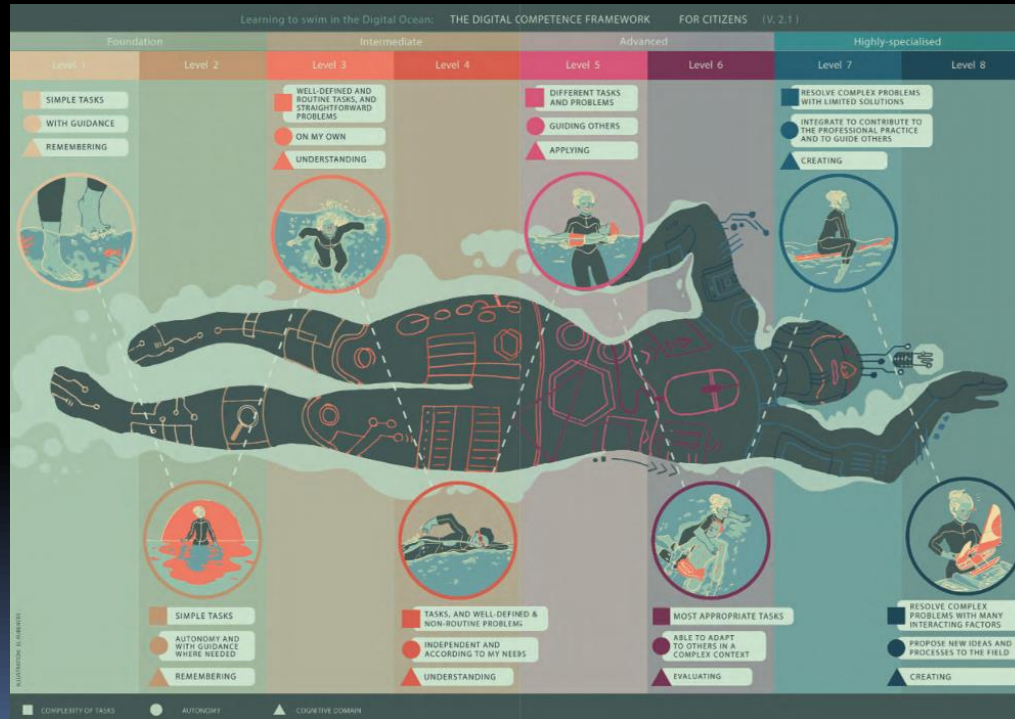 Learning to swim in the Digital Ocean: THE DIGITAL COMPETENCE FRAMEWORK FOR CITIZENS (V. 2.1)
Foundation Intermediate Advanced Highly-specialised
Level 1 Level 2 Level 3 Level 4 Level 5 Level 6 Level 7 Level 8
SIMPLE TASKS
WITH GUIDANCE
REMEMBERING
WELL-DEFINED AND
ROUTINE TASKS, AND
STRAIGHTFORWARD
PROBLEMS
ON MY OWN
UNDERSTANDING
DIFFERENT TASKS
AND PROBLEMS
GUIDING OTHERS
APPLYING
RESOLVE COMPLEX PROBLEMS
WITH LIMITED SOLUTIONS
INTEGRATE TO CONTRIBUTE TO
THE PROFESSIONAL PRACTICE
AND TO GUIDE OTHERS
CREATING
SIMPLE TASKS
AUTONOMY AND
WITH GUIDANCE
WHERE NEEDED
REMEMBERING
TASKS, AND WELL-DEFINED &
NON-ROUTINE PROBLEMS
INDEPENDENT AND
ACCORDING TO MY NEEDS
UNDERSTANDING
MOST APPROPRIATE TASKS
ABLE TO ADAPT
TO OTHERS IN A
COMPLEX CONTEXT
EVALUATING
RESOLVE COMPLEX
PROBLEMS WITH MANY
INTERACTING FACTORS
PROPOSE NEW IDEAS AND
PROCESSES TO THE FIELD
CREATING
COMPLEXITY OF TASKS AUTONOMY COGNITIVE DOMAIN